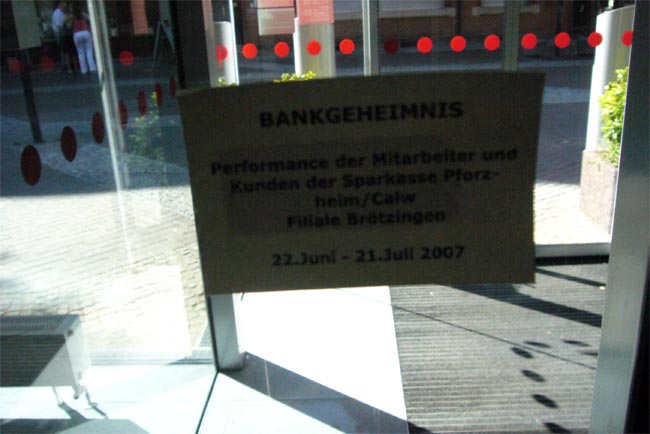 BANKGEHEIMNIS
Performance der Mitarbeiter und
Kunden der Sparkasse Pforz-
heim/Calw
Filiale Brötzingen
22.Juni - 21.Juli 2007